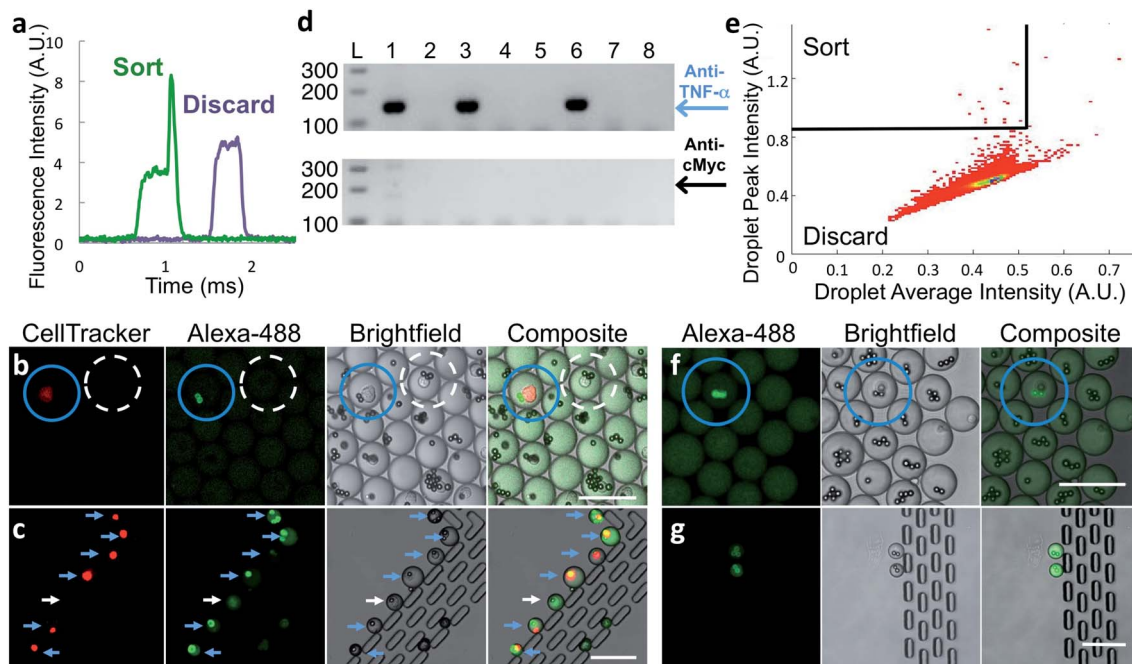 a
Fluorescence Intensity (A.U.)
10
8
6
4
2
0
Sort
Discard
0
1
2
Time (ms)
d
L 1 2 3 4 5 6 7 8
300
200
100
Anti-
TNF-α
300
200
100
Anti-
cMyc
e
Droplet Peak Intensity (A.U.)
1.2
0.8
0.4
0
Sort
Discard
0 0.1 0.2 0.3 0.4 0.5 0.6 0.7
Droplet Average Intensity (A.U.)
CellTracker Alexa-488 Brightfield Composite
b
c
Alexa-488 Brightfield Composite
f
g